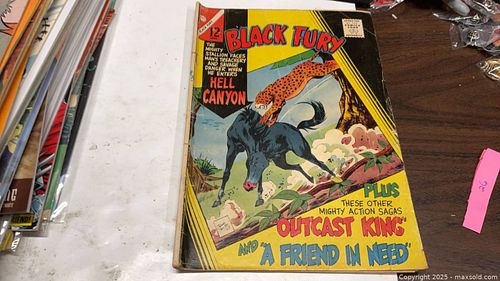 12¢
BLACK FURY
THE
MIGHTY
STALLION FACES
MAN'S TREACHERY
AND SAVAGE
DANGER WHEN
HE ENTERS
HELL
CANYON
PLUS
THESE OTHER
MIGHTY ACTION SAGAS
"OUTCAST KING"
AND "A FRIEND IN NEED"
Copyright © 2025 - maxsold.com